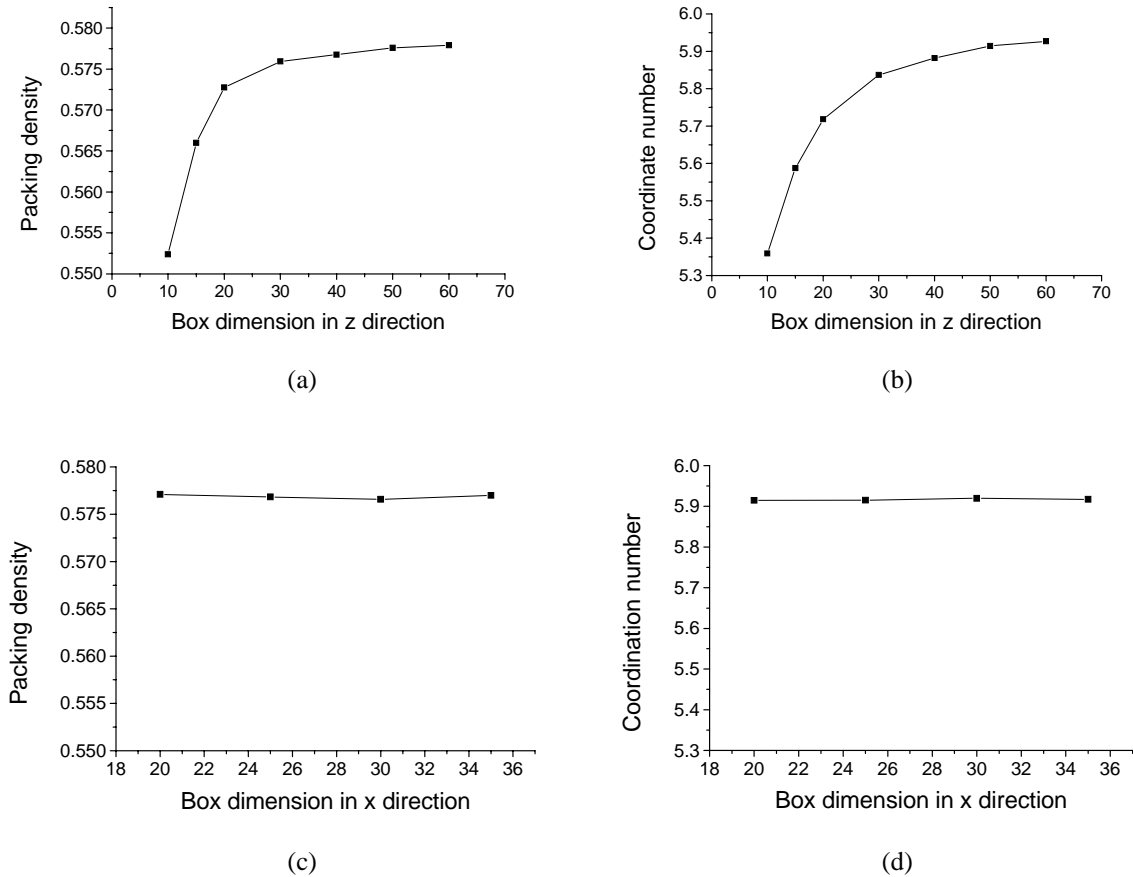 0.580
0.575
0.570
0.565
0.560
0.555
0.550
Packing density
0 10 20 30 40 50 60 70
Box dimension in z direction
(a)
6.0
5.9
5.8
5.7
5.6
5.5
5.4
5.3
Coordinate number
0 10 20 30 40 50 60 70
Box dimension in z direction
(b)
0.580
0.575
0.570
0.565
0.560
0.555
0.550
Packing density
18 20 22 24 26 28 30 32 34 36
Box dimension in x direction
(c)
6.0
5.9
5.8
5.7
5.6
5.5
5.4
5.3
Coordination number
18 20 22 24 26 28 30 32 34 36
Box dimension in x direction
(d)